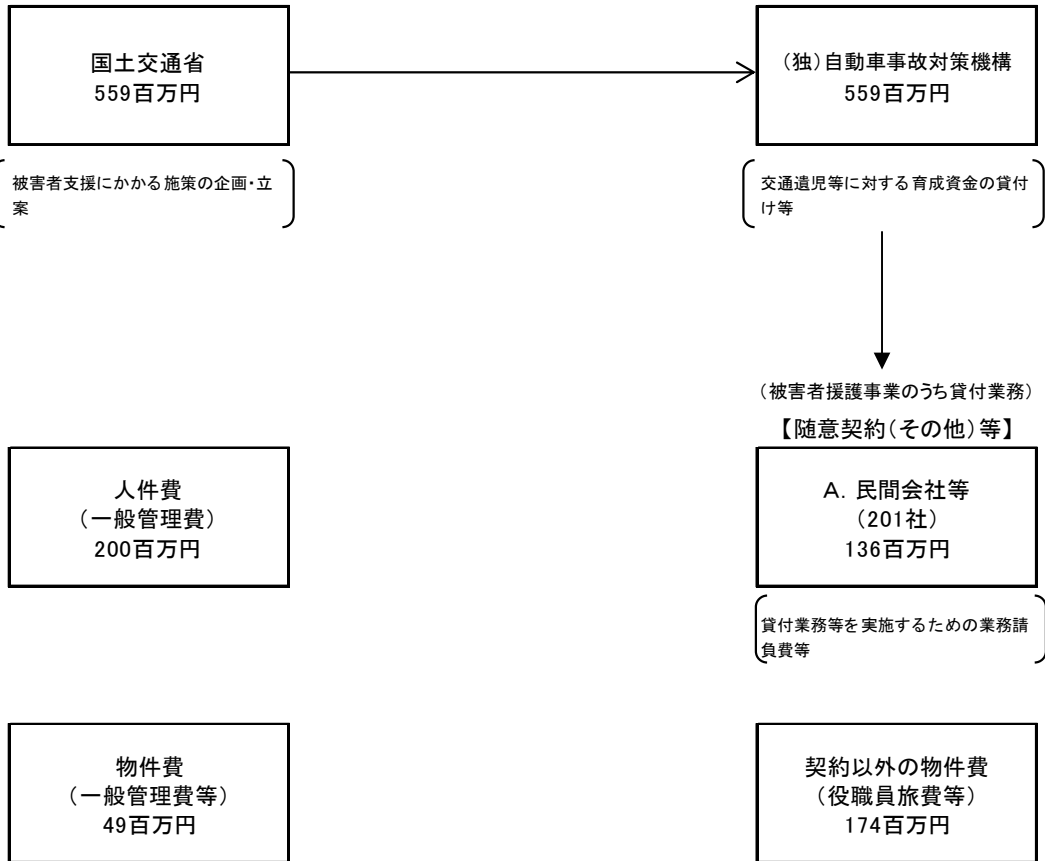 国土交通省
559百万円
（独）自動車事故対策機構
559百万円
被害者支援にかかる施策の企画・立
案
交通遺児等に対する育成資金の貸付
け等
（被害者援護事業のうち貸付業務）
【随意契約（その他）等】
人件費
（一般管理費）
200百万円
A．民間会社等
（201社）
136百万円
貸付業務等を実施するための業務請
負費等
物件費
（一般管理費等）
49百万円
契約以外の物件費
（役職員旅費等）
174百万円